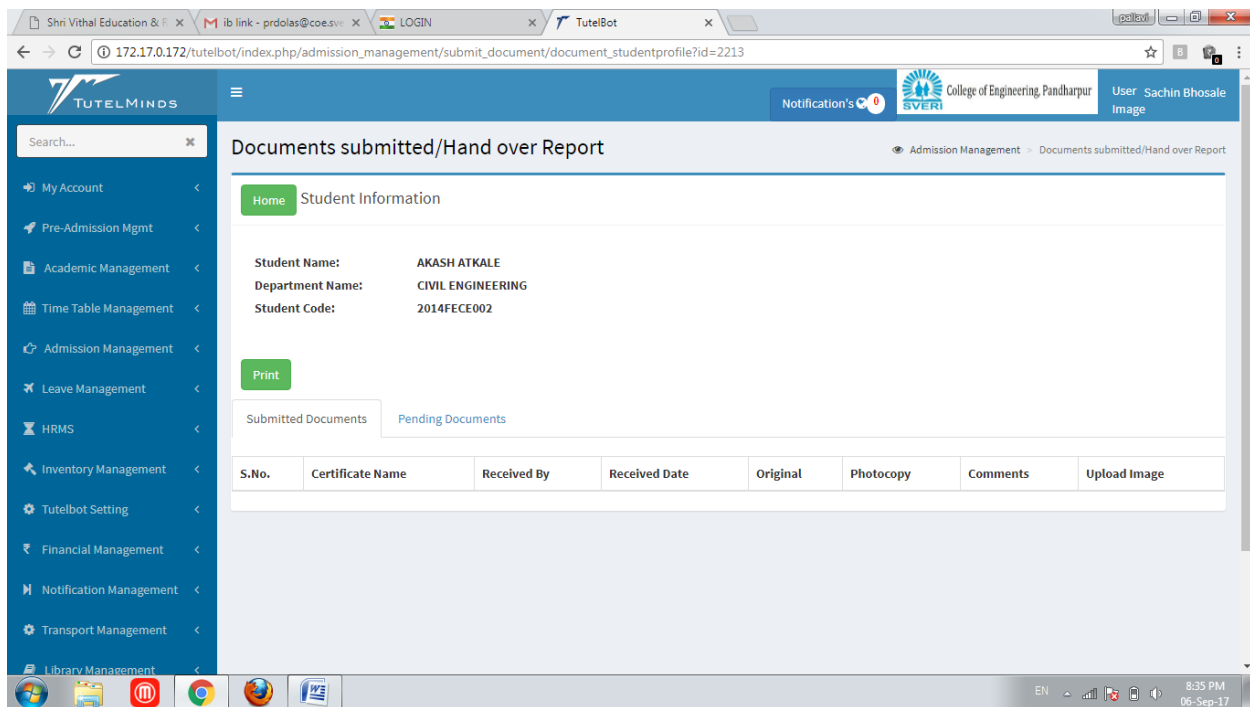 Shri Vithal Education & R
ib link - prdolas@coe.sve
LOGIN
TutelBot
pallavi
172.17.0.172/tutelbot/index.php/admission_management/submit_document/document_studentprofile?id=2213
TUTELMINDS
Notification's 0
SVERI
College of Engineering, Pandharpur
User Image
Sachin Bhosale
Search...
Documents submitted/Hand over Report
Admission Management > Documents submitted/Hand over Report
My Account
Pre-Admission Mgmt
Academic Management
Time Table Management
Admission Management
Leave Management
HRMS
Inventory Management
Tutelbot Setting
Financial Management
Notification Management
Transport Management
Library Management
Home Student Information
Student Name: AKASH ATKALE
Department Name: CIVIL ENGINEERING
Student Code: 2014FECE002
Print
Submitted Documents Pending Documents
S.No. Certificate Name Received By Received Date Original Photocopy Comments Upload Image
EN
8:35 PM
06-Sep-17